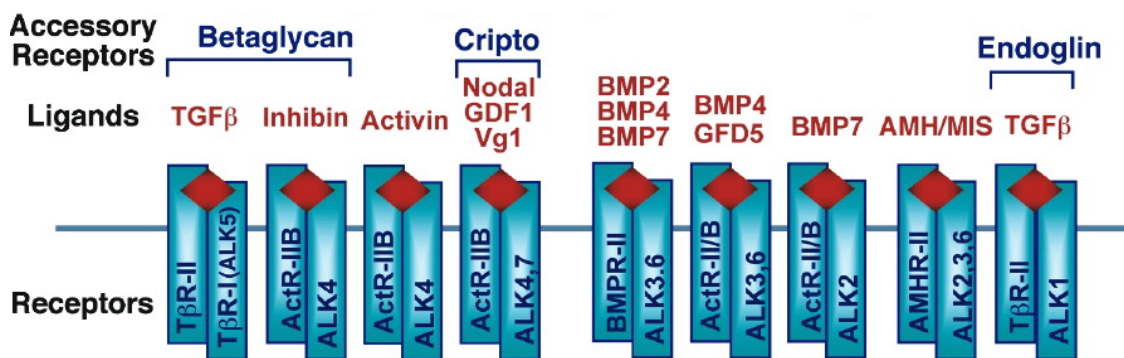 Accessory
Receptors
Betaglycan
Cripto
Endoglin
Ligands
TGFβ
Inhibin
Activin
Nodal
GDF1
Vg1
BMP2
BMP4
BMP7
BMP4
GFD5
BMP7
AMH/MIS
TGFβ
Receptors
TβR-II
TβR-I (ALK5)
ActR-IIB
ALK4
ActR-IIB
ALK4
ActR-IIB
ALK4,7
BMPR-II
ALK3.6
ActR-II/B
ALK3,6
ActR-II/B
ALK2
AMHR-II
ALK2,3,6
TβR-II
ALK1